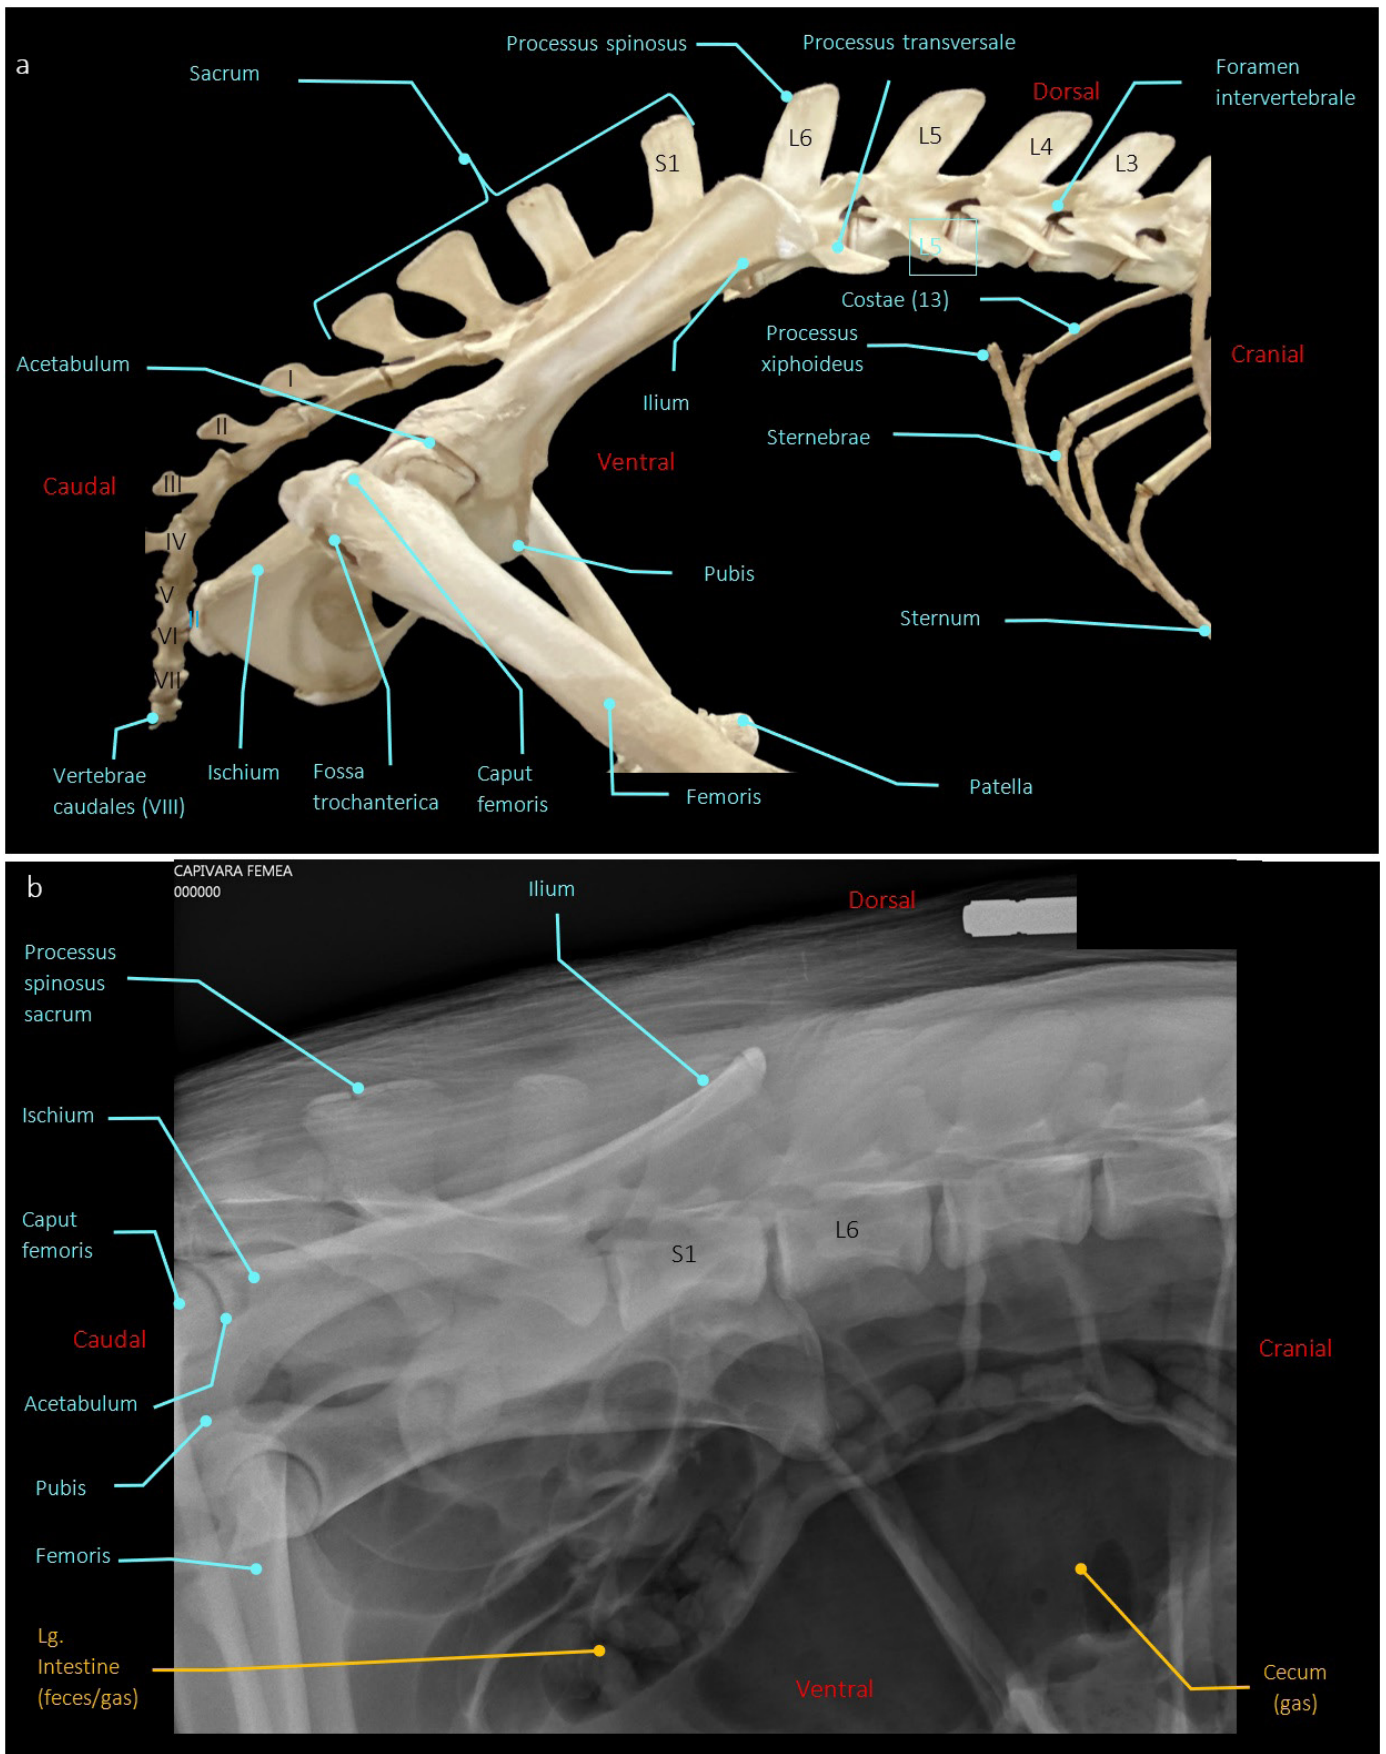 a
Processus spinosus
Processus transversale
Sacrum
Foramen
intervertebrale
Dorsal
L6
L5
L4
L3
S1
L5
Costae (13)
Processus
xiphoideus
Cranial
Acetabulum
I
Ilium
II
Sternebrae
Ventral
Caudal
III
IV
Pubis
V
II
VI
Sternum
VII
Vertebrae
caudales (VIII)
Ischium
Fossa
trochanterica
Caput
femoris
Femoris
Patella
b
CAPIVARA FEMEA
000000
Ilium
Dorsal
Processus
spinosus
sacrum
Ischium
Caput
femoris
L6
S1
Caudal
Cranial
Acetabulum
Pubis
Femoris
Lg.
Intestine
(feces/gas)
Ventral
Cecum
(gas)